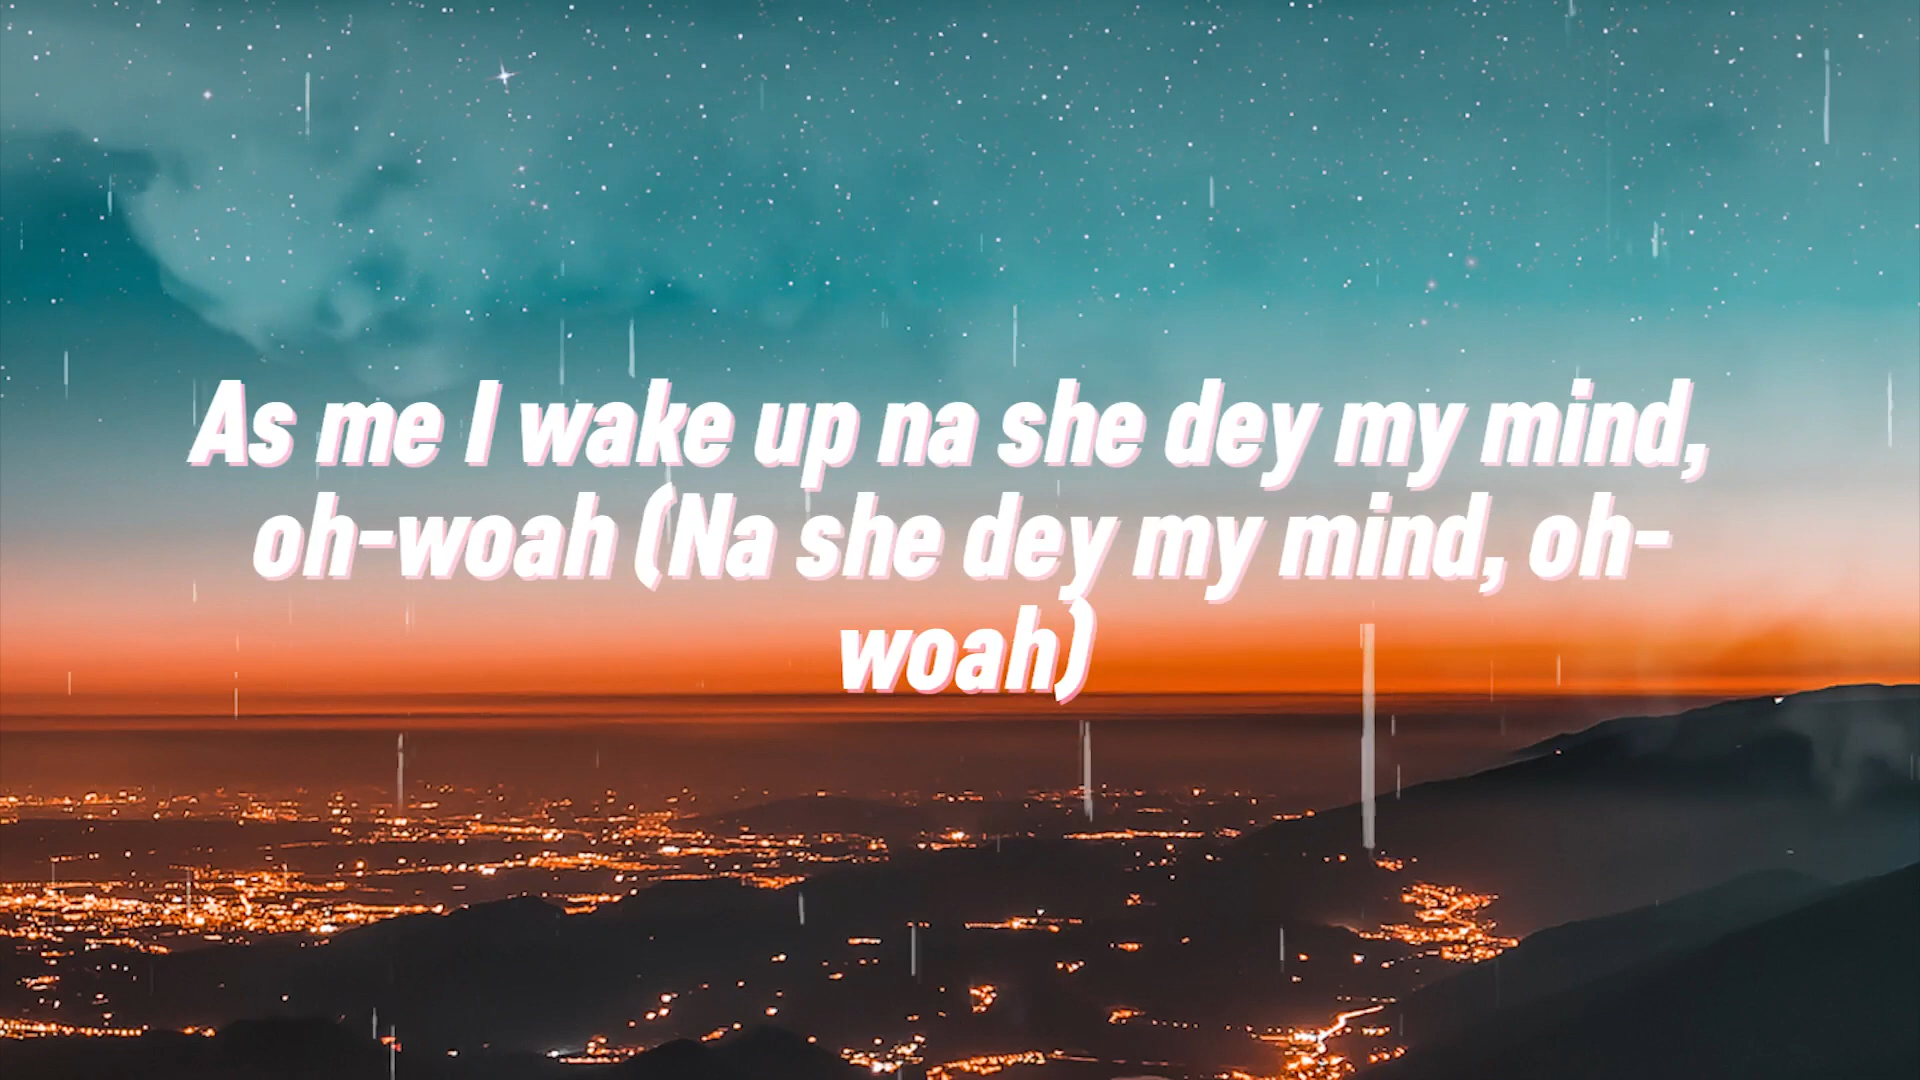 As me I wake up na she dey my mind,
oh-woah (Na she dey my mind, oh-
woah)